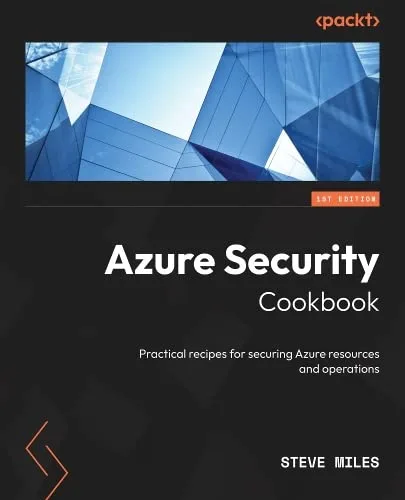 <packt>
1ST EDITION
Azure Security
Cookbook
Practical recipes for securing Azure resources
and operations
STEVE MILES